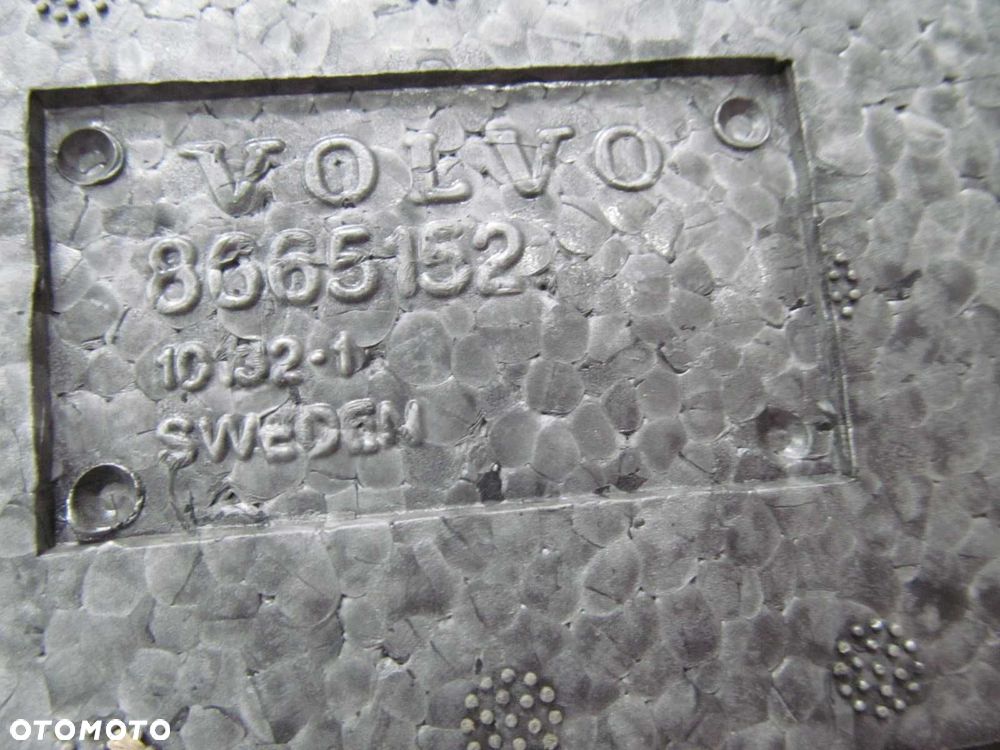 VOLVO
8665152
10132-1
SWEDEN
OTOMOTO